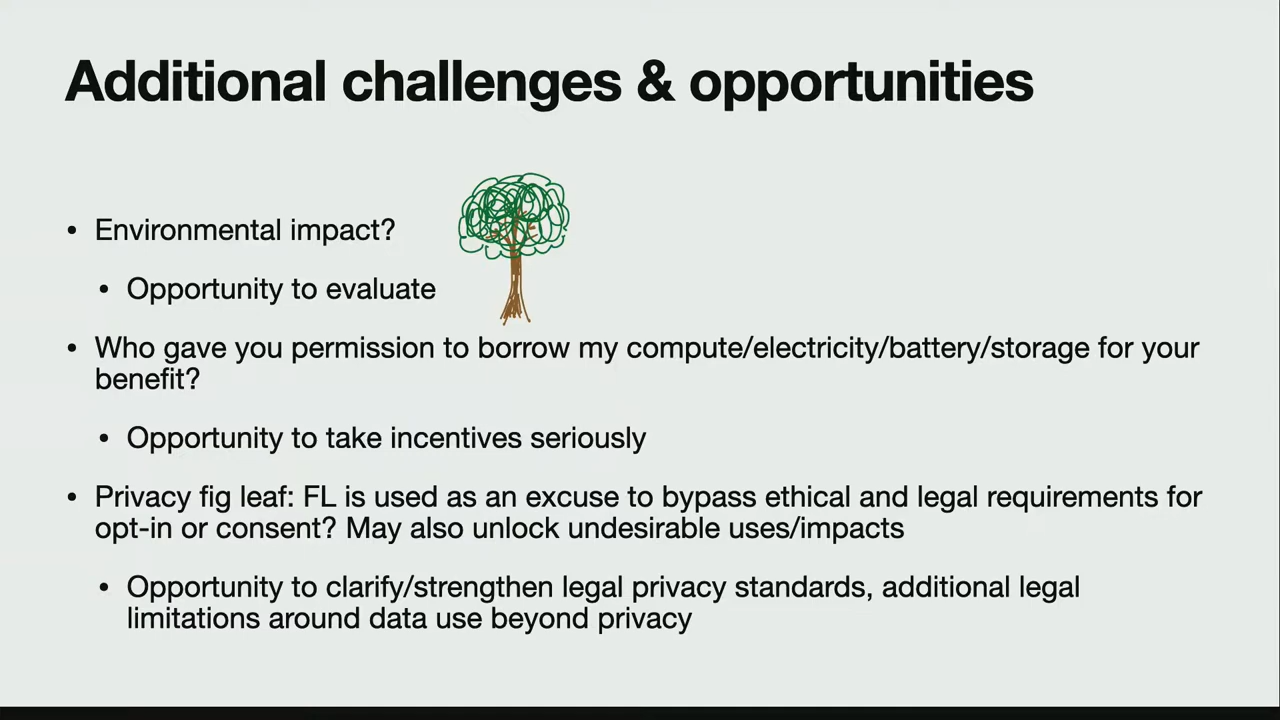 Additional challenges & opportunities
• Environmental impact?
• Opportunity to evaluate
• Who gave you permission to borrow my compute/electricity/battery/storage for your
benefit?
• Opportunity to take incentives seriously
• Privacy fig leaf: FL is used as an excuse to bypass ethical and legal requirements for
opt-in or consent? May also unlock undesirable uses/impacts
• Opportunity to clarify/strengthen legal privacy standards, additional legal
limitations around data use beyond privacy